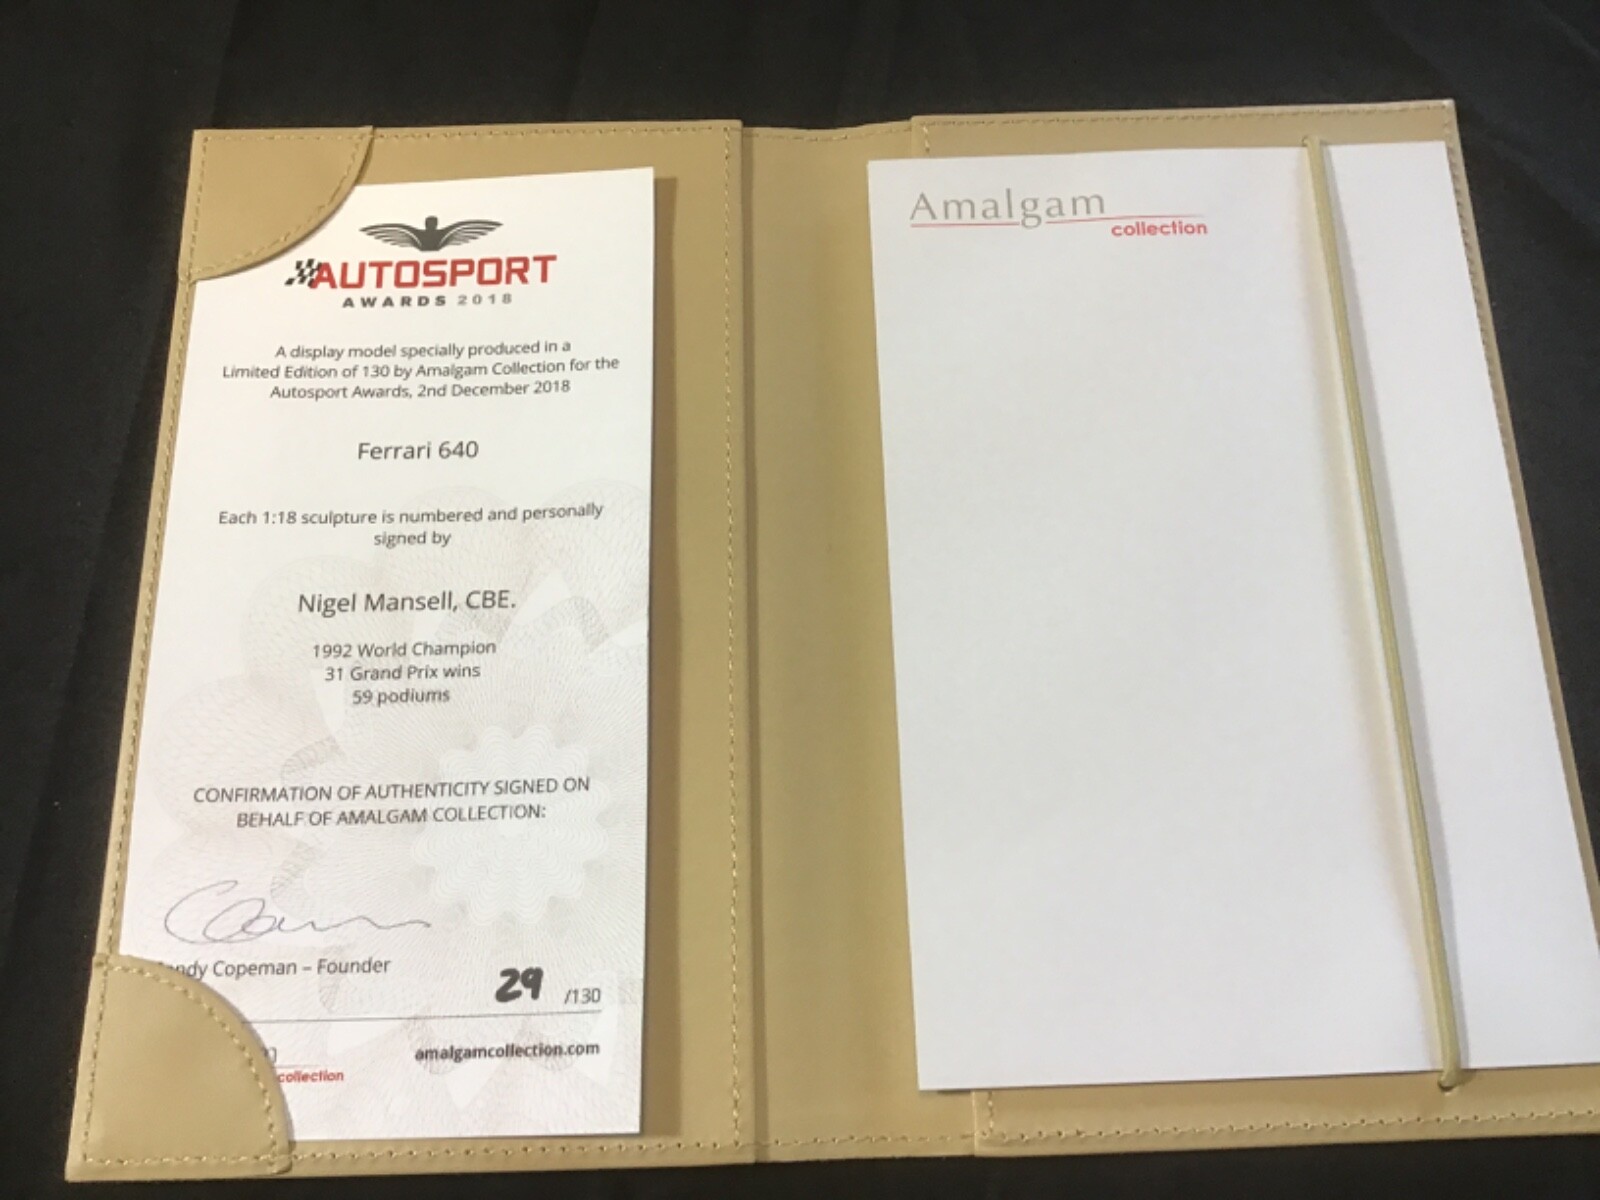 AUTOSPORT
AWARDS 2018
A display model specially produced in a
Limited Edition of 130 by Amalgam Collection for the
Autosport Awards, 2nd December 2018
Ferrari 640
Each 1:18 sculpture is numbered and personally
signed by
Nigel Mansell, CBE.
1992 World Champion
31 Grand Prix wins
59 podiums
CONFIRMATION OF AUTHENTICITY SIGNED ON
BEHALF OF AMALGAM COLLECTION:
Copeman – Founder
29 /130
amalgamcollection.com
collection
Amalgam
collection